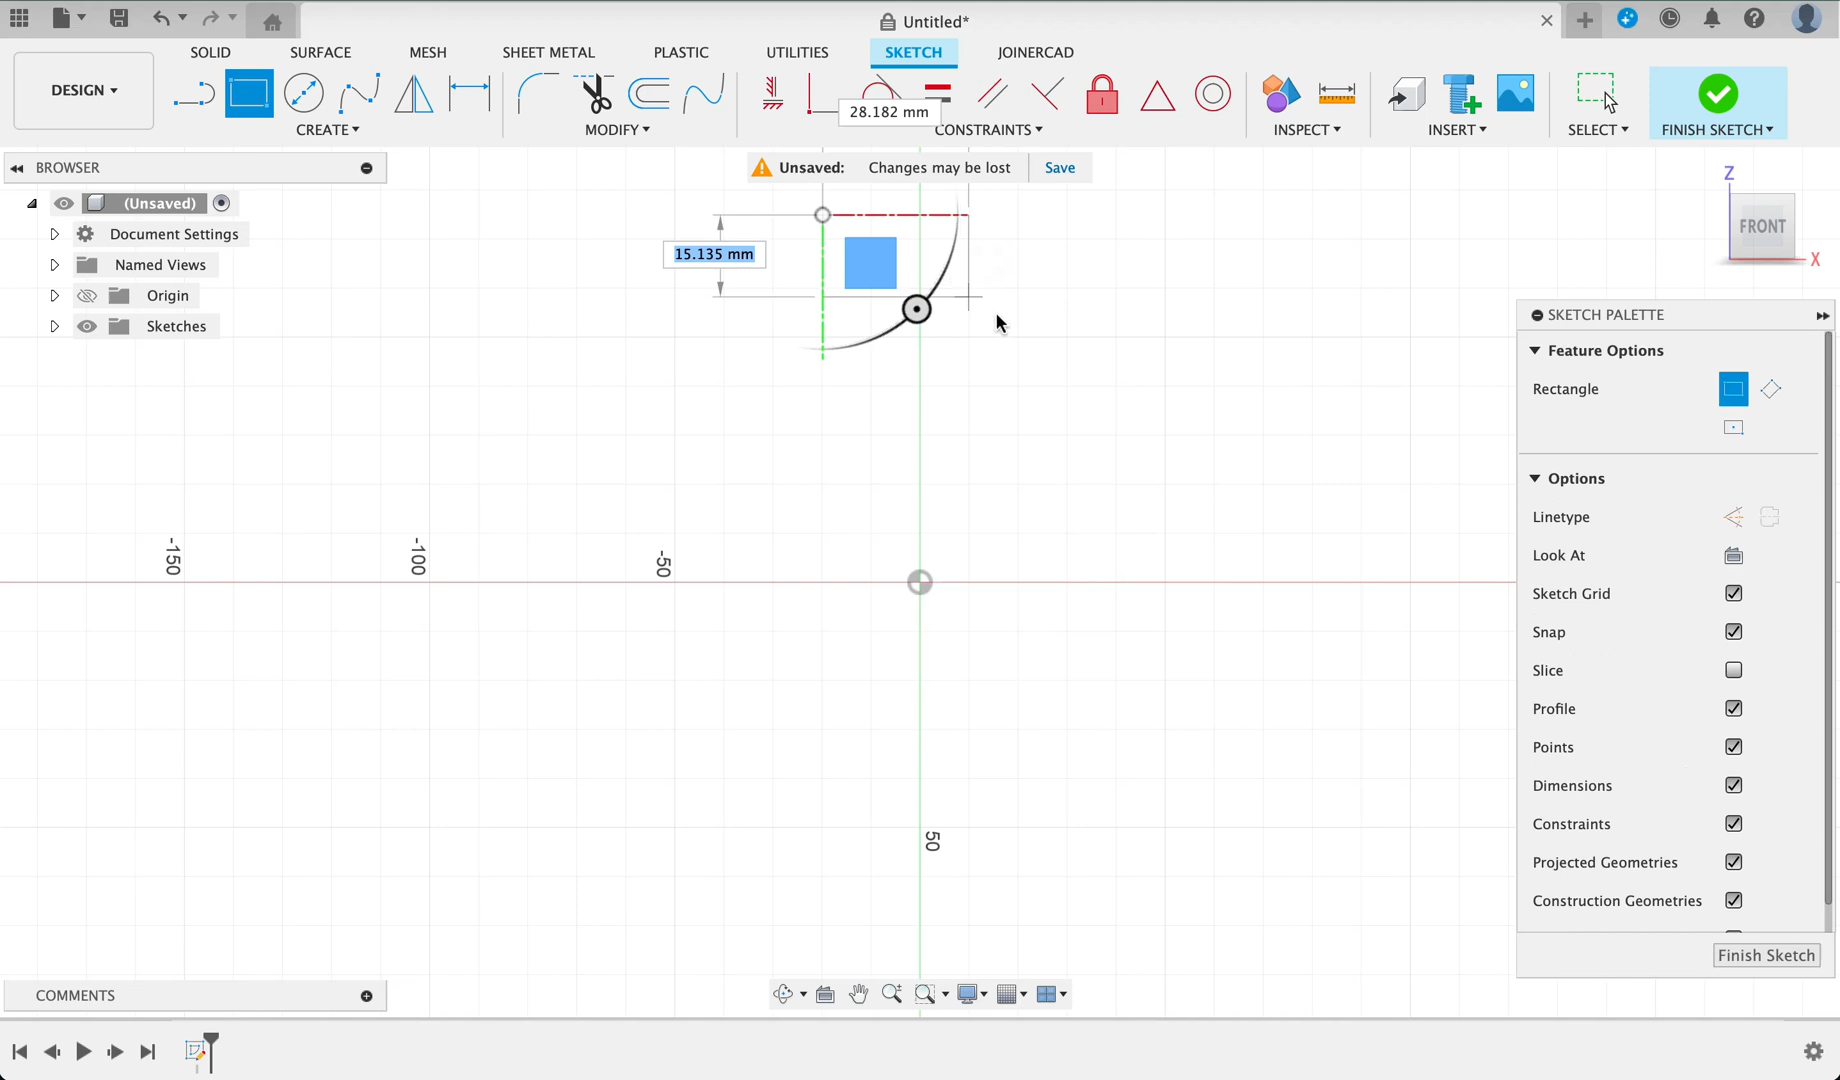 Untitled*
SOLID SURFACE MESH SHEET METAL PLASTIC UTILITIES SKETCH JOINERCAD
DESIGN
28.182 mm
CREATE MODIFY CONSTRAINTS INSPECT INSERT SELECT FINISH SKETCH
BROWSER
Unsaved: Changes may be lost Save
Z
(Unsaved)
FRONT
X
Document Settings
15.135 mm
Named Views
Origin
Sketches
SKETCH PALETTE
Feature Options
Rectangle
Options
Linetype
Look At
Sketch Grid
Snap
Slice
Profile
Points
Dimensions
Constraints
Projected Geometries
Construction Geometries
Finish Sketch
-150
-100
-50
50
COMMENTS